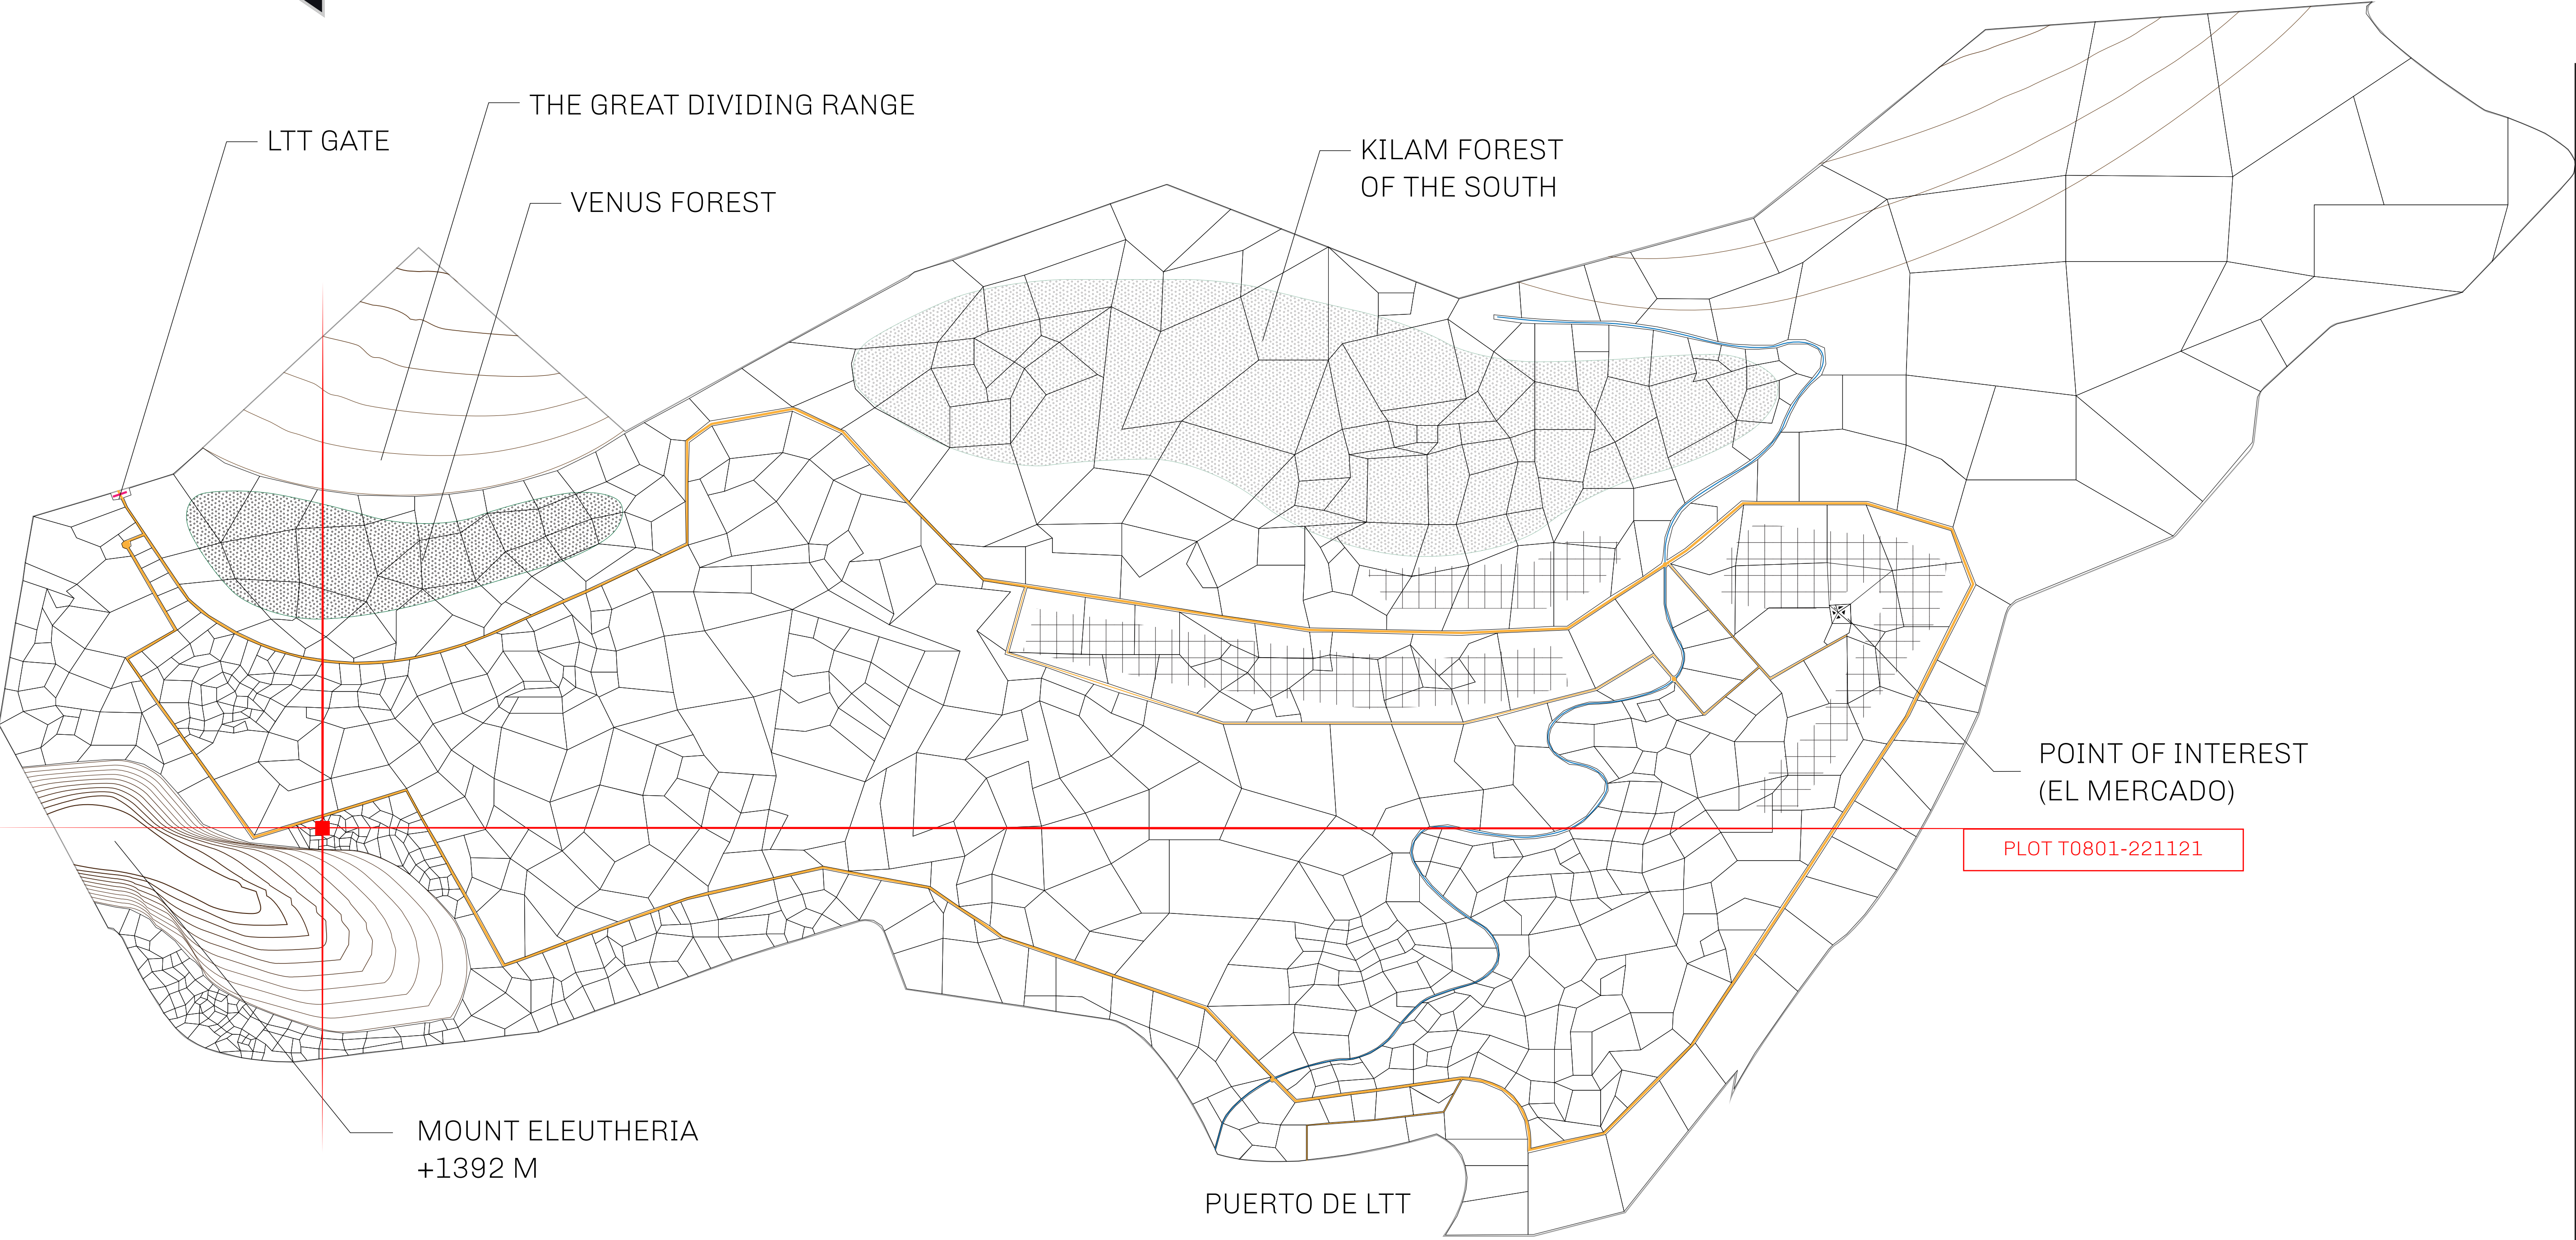 THE GREAT DIVIDING RANGE
LTT GATE
KILAM FOREST
OF THE SOUTH
VENUS FOREST
POINT OF INTEREST
(EL MERCADO)
PLOT T0801-221121
MOUNT ELEUTHERIA
+1392 M
PUERTO DE LTT